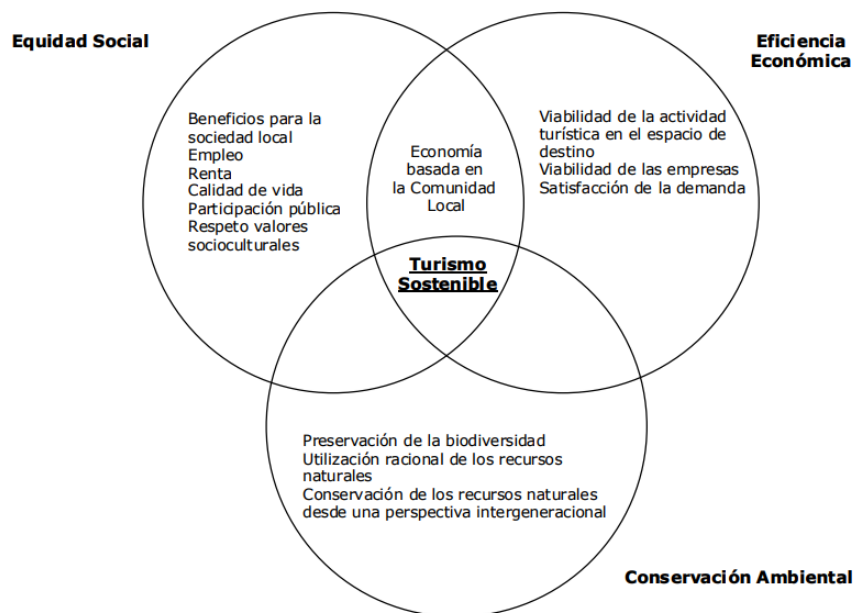 Equidad Social
Eficiencia
Económica
Beneficios para la
sociedad local
Empleo
Renta
Calidad de vida
Participación pública
Respeto valores
socioculturales
Economía
basada en
la Comunidad
Local
Viabilidad de la actividad
turística en el espacio de
destino
Viabilidad de las empresas
Satisfacción de la demanda
Turismo
Sostenible
Preservación de la biodiversidad
Utilización racional de los recursos
naturales
Conservación de los recursos naturales
desde una perspectiva intergeneracional
Conservación Ambiental